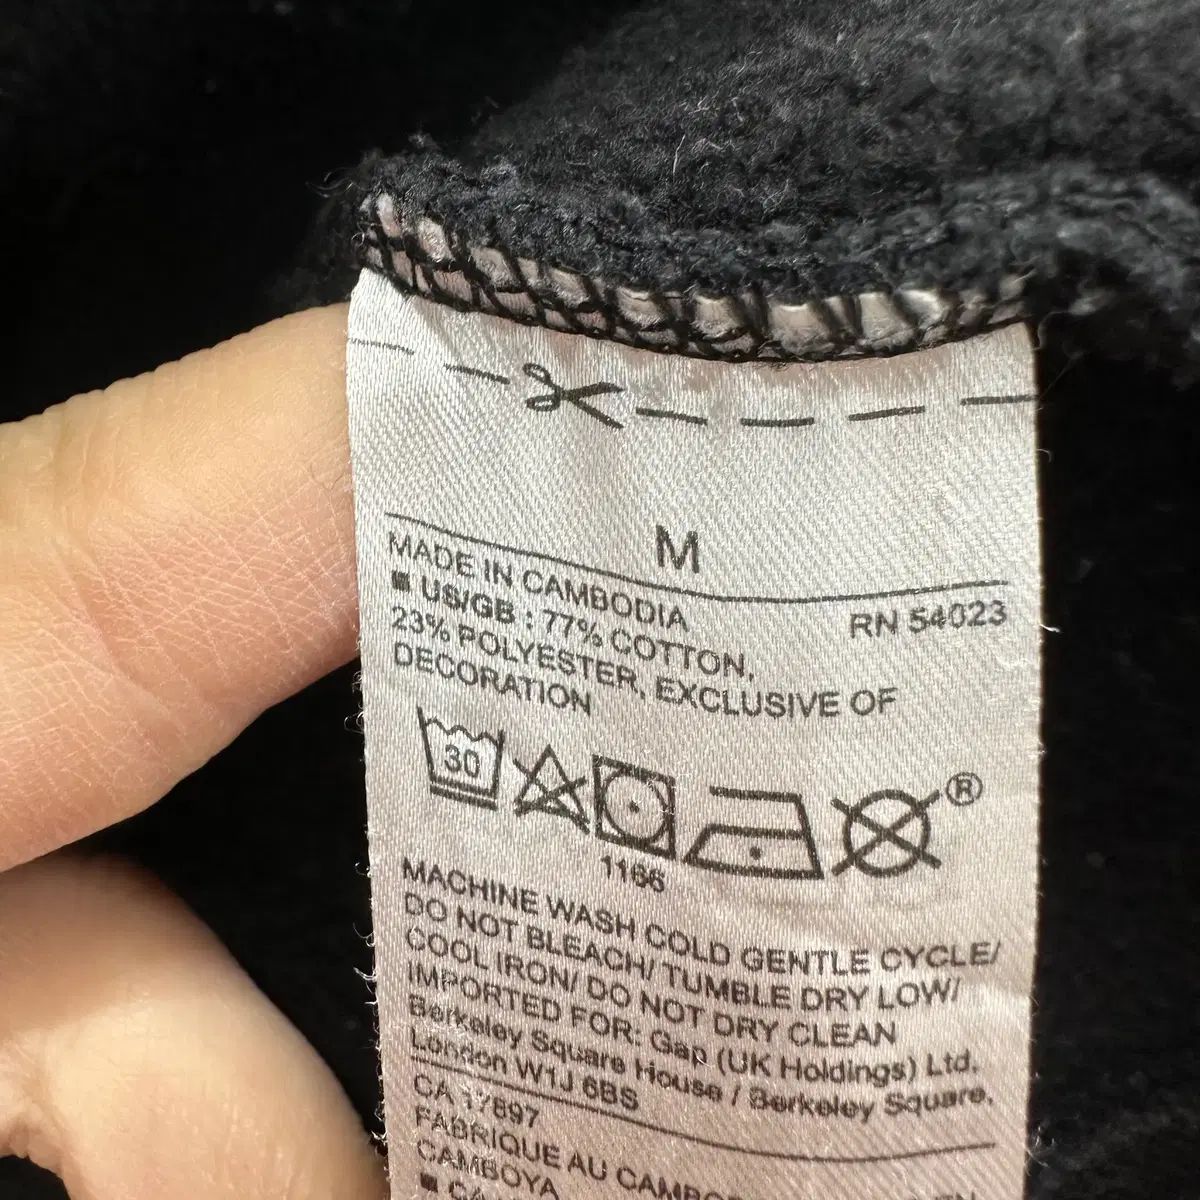 M
MADE IN CAMBODIA RN 54023
US/GB : 77% COTTON,
23% POLYESTER, EXCLUSIVE OF
DECORATION
30
®
1166
MACHINE WASH COLD GENTLE CYCLE/
DO NOT BLEACH/ TUMBLE DRY LOW/
COOL IRON/ DO NOT DRY CLEAN
IMPORTED FOR: Gap (UK Holdings) Ltd.
Berkeley Square House / Berkeley Square,
London W1J 6BS
CA 17897
FABRIQUE AU
CAMBOYA